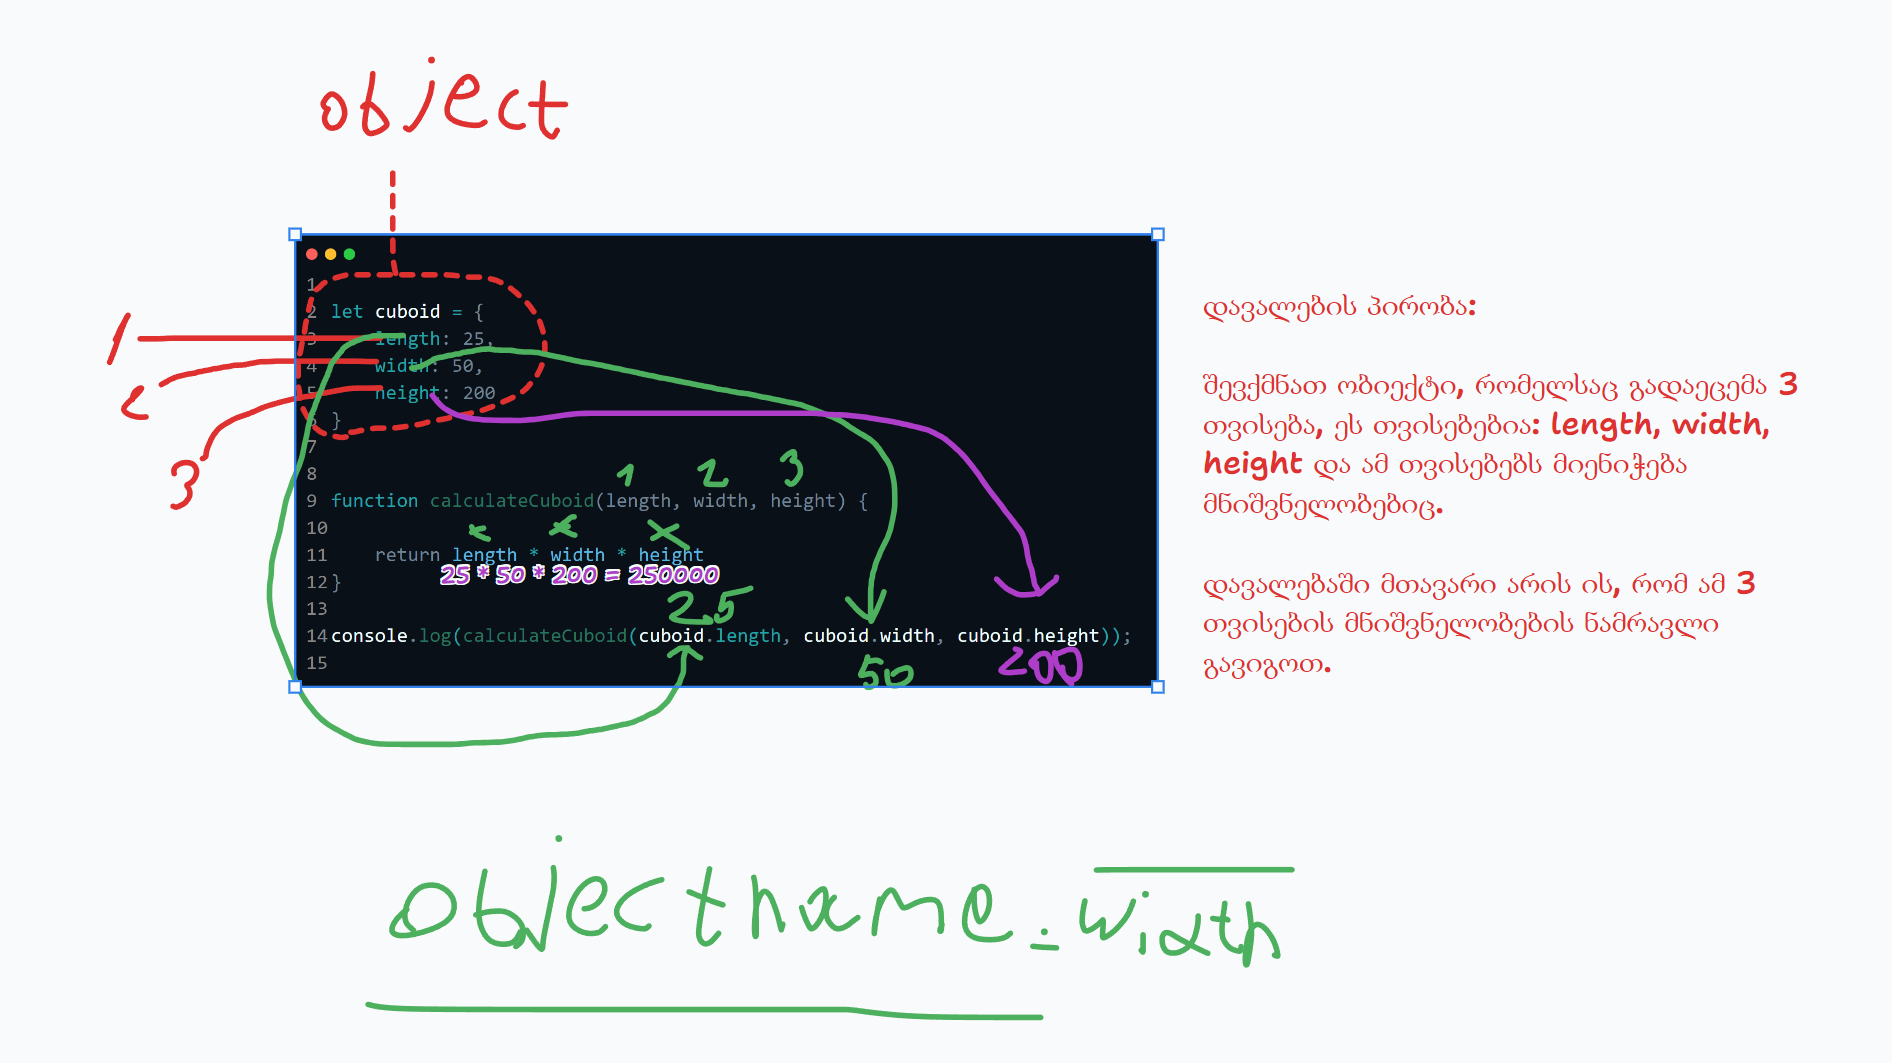 object
1
2 let cuboid = {
3 length: 25,
4 width: 50,
5 height: 200
6 }
7
8
9 function calculateCuboid(length, width, height) {
10
11 return length * width * height
12 }
13
14 console.log(calculateCuboid(cuboid.length, cuboid.width, cuboid.height));
15
1
2
3
1 2 3
25 * 50 * 200 = 250000
2.5
50
200
დავალების პირობა:
შევქმნათ ობიექტი, რომელსაც გადაეცემა 3
თვისება, ეს თვისებებია: length, width,
height და ამ თვისებებს მიენიჭება
მნიშვნელობებიც.
დავალებაში მთავარი არის ის, რომ ამ 3
თვისების მნიშვნელობების ნამრავლი
გავიგოთ.
objectname.width